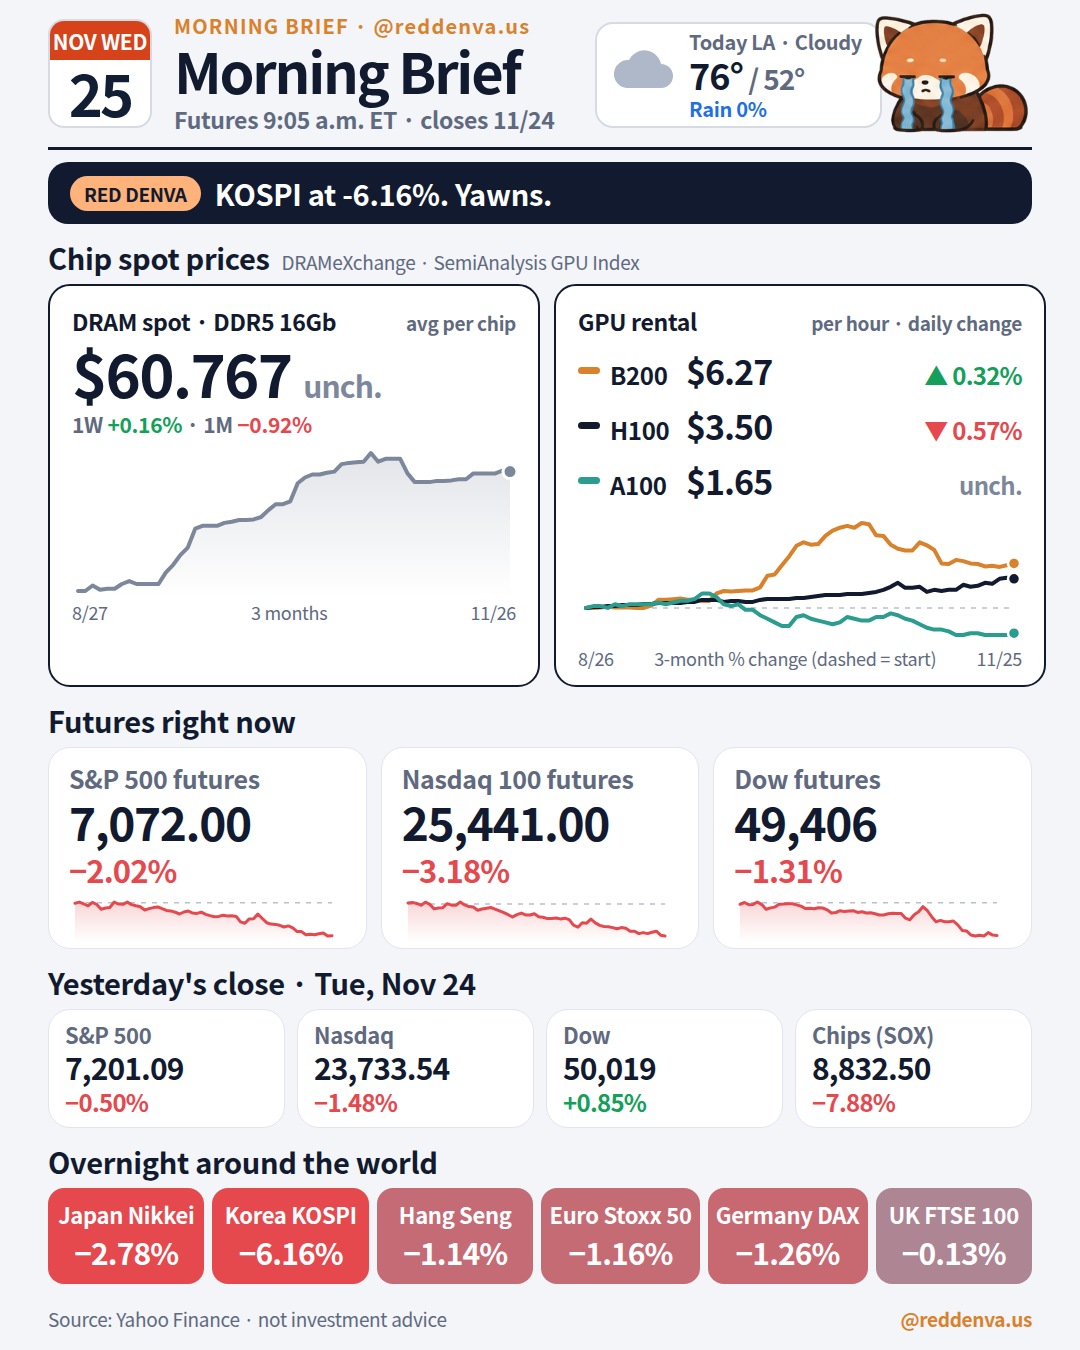 NOV WED
25
MORNING BRIEF · @reddenva.us
Morning Brief
Futures 9:05 a.m. ET · closes 11/24
Today LA · Cloudy
76° / 52°
Rain 0%
RED DENVA KOSPI at -6.16%. Yawns.
Chip spot prices DRAMeXchange · SemiAnalysis GPU Index
DRAM spot · DDR5 16Gb avg per chip
$60.767 unch.
1W +0.16% · 1M −0.92%
8/27 3 months 11/26
GPU rental per hour · daily change
B200 $6.27 ▲ 0.32%
H100 $3.50 ▼ 0.57%
A100 $1.65 unch.
8/26 3-month % change (dashed = start) 11/25
Futures right now
S&P 500 futures
7,072.00
−2.02%
Nasdaq 100 futures
25,441.00
−3.18%
Dow futures
49,406
−1.31%
Yesterday's close · Tue, Nov 24
S&P 500
7,201.09
−0.50%
Nasdaq
23,733.54
−1.48%
Dow
50,019
+0.85%
Chips (SOX)
8,832.50
−7.88%
Overnight around the world
Japan Nikkei
−2.78%
Korea KOSPI
−6.16%
Hang Seng
−1.14%
Euro Stoxx 50
−1.16%
Germany DAX
−1.26%
UK FTSE 100
−0.13%
Source: Yahoo Finance · not investment advice
@reddenva.us